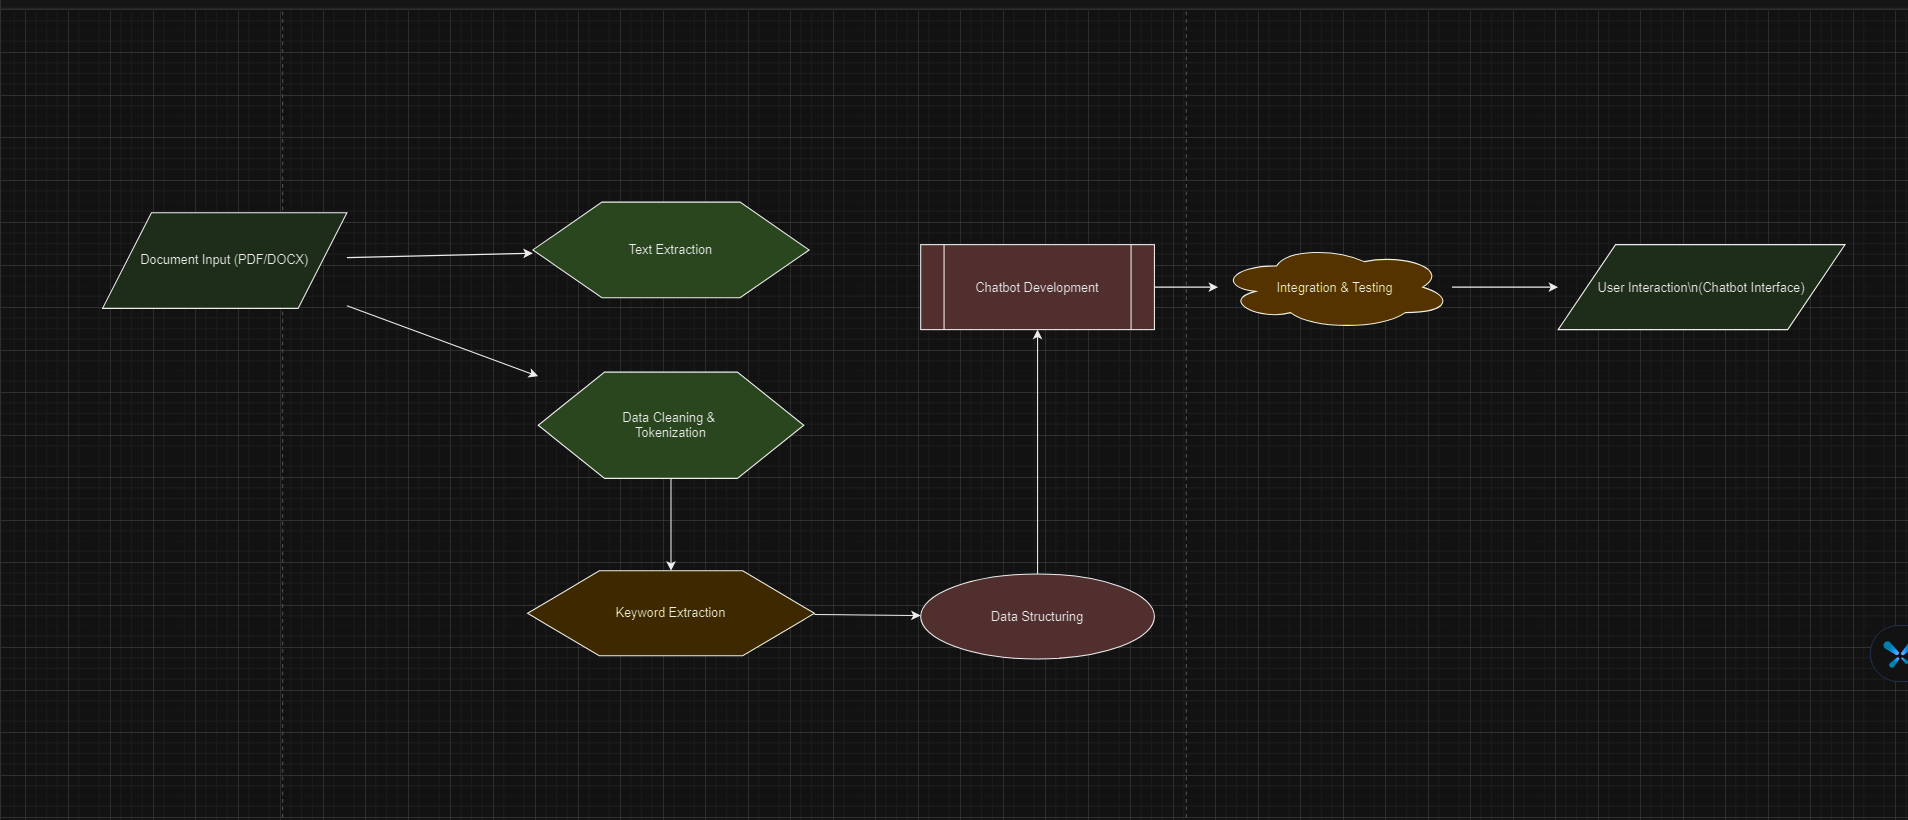 Document Input (PDF/DOCX)
Text Extraction
Data Cleaning &
Tokenization
Keyword Extraction
Data Structuring
Chatbot Development
Integration & Testing
User Interaction\n(Chatbot Interface)